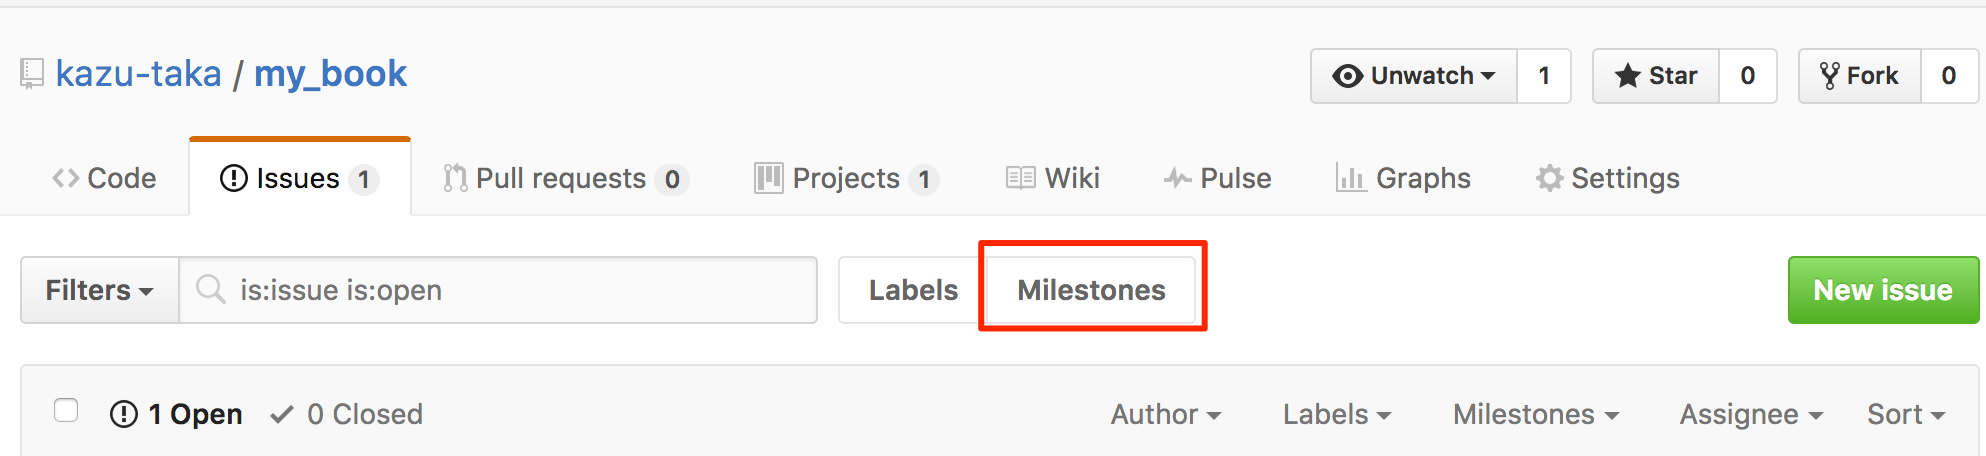 kazu-taka / my_book
Unwatch 1 Star 0 Fork 0
Code Issues 1 Pull requests 0 Projects 1 Wiki Pulse Graphs Settings
Filters is:issue is:open Labels Milestones New issue
1 Open 0 Closed Author Labels Milestones Assignee Sort